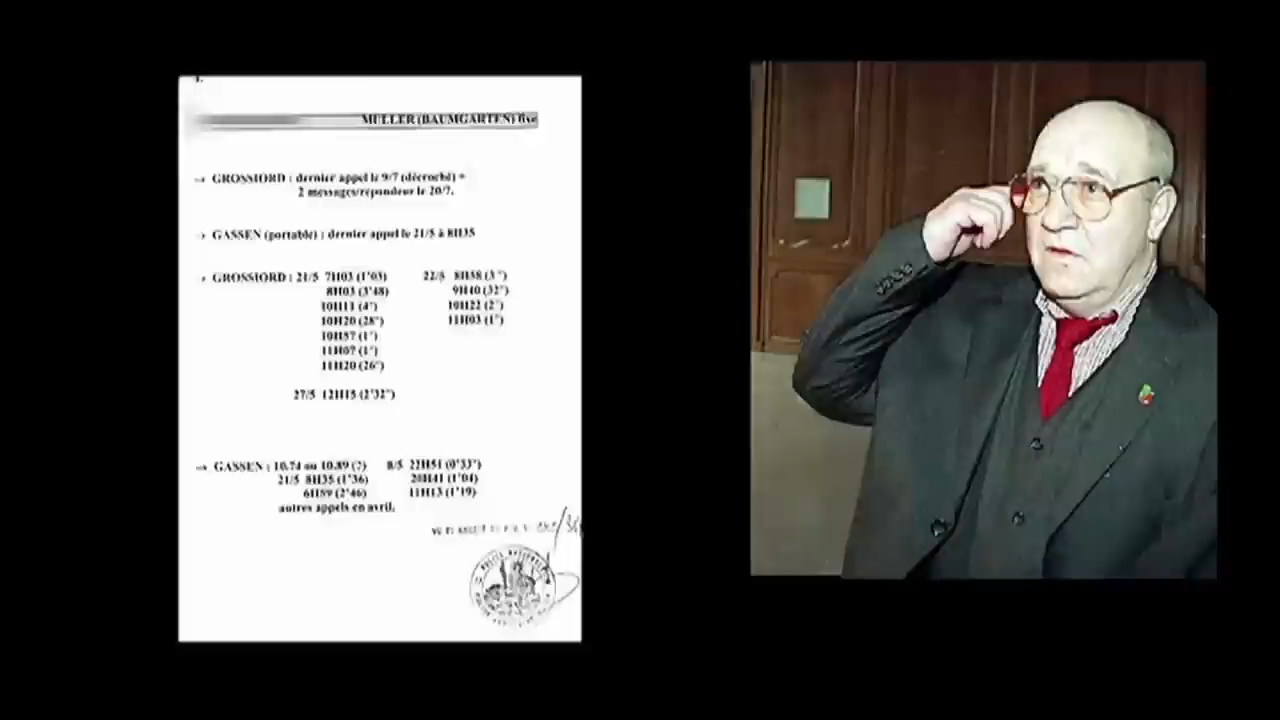 MULLER (BAUMGARTEN) fixe
→ GROSSIORD : dernier appel le 9/7 (décroché) +
2 messages/répondeur le 20/7.
→ GASSEN (portable) : dernier appel le 21/5 à 8H35
→ GROSSIORD : 21/5 7H03 (1'03) 22/5 8H58 (3")
8H03 (3'48) 9H40 (32")
10H11 (4") 10H22 (2")
10H20 (28") 11H03 (1")
10H57 (1")
11H07 (1")
11H20 (26")
27/5 12H15 (2'32")
→ GASSEN : 10.74 ou 10.89 (?) 8/5 22H51 (0'33")
21/5 8H35 (1'36) 20H41 (1'04)
6H59 (2'46) 11H13 (1'19)
autres appels en avril.